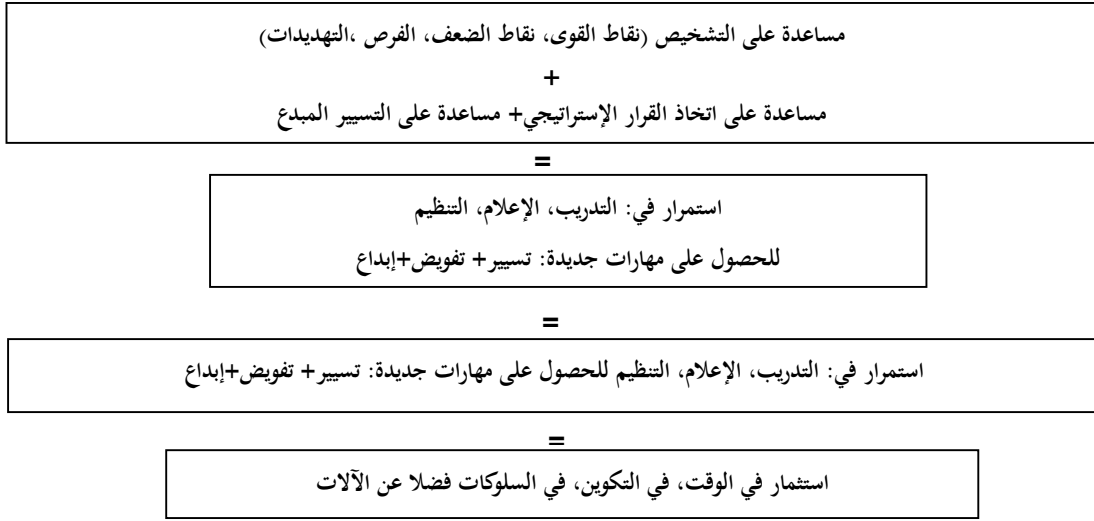 مساعدة على التشخيص (نقاط القوى، نقاط الضعف، الفرص ،التهديدات)
+
مساعدة على اتخاذ القرار الإستراتيجي+ مساعدة على التسيير المبدع
=
استمرار في: التدريب، الإعلام، التنظيم
للحصول على مهارات جديدة: تسيير+ تفويض+إبداع
=
استمرار في: التدريب، الإعلام، التنظيم للحصول على مهارات جديدة: تسيير+ تفويض+إبداع
=
استثمار في الوقت، في التكوين، في السلوكات فضلا عن الآلات